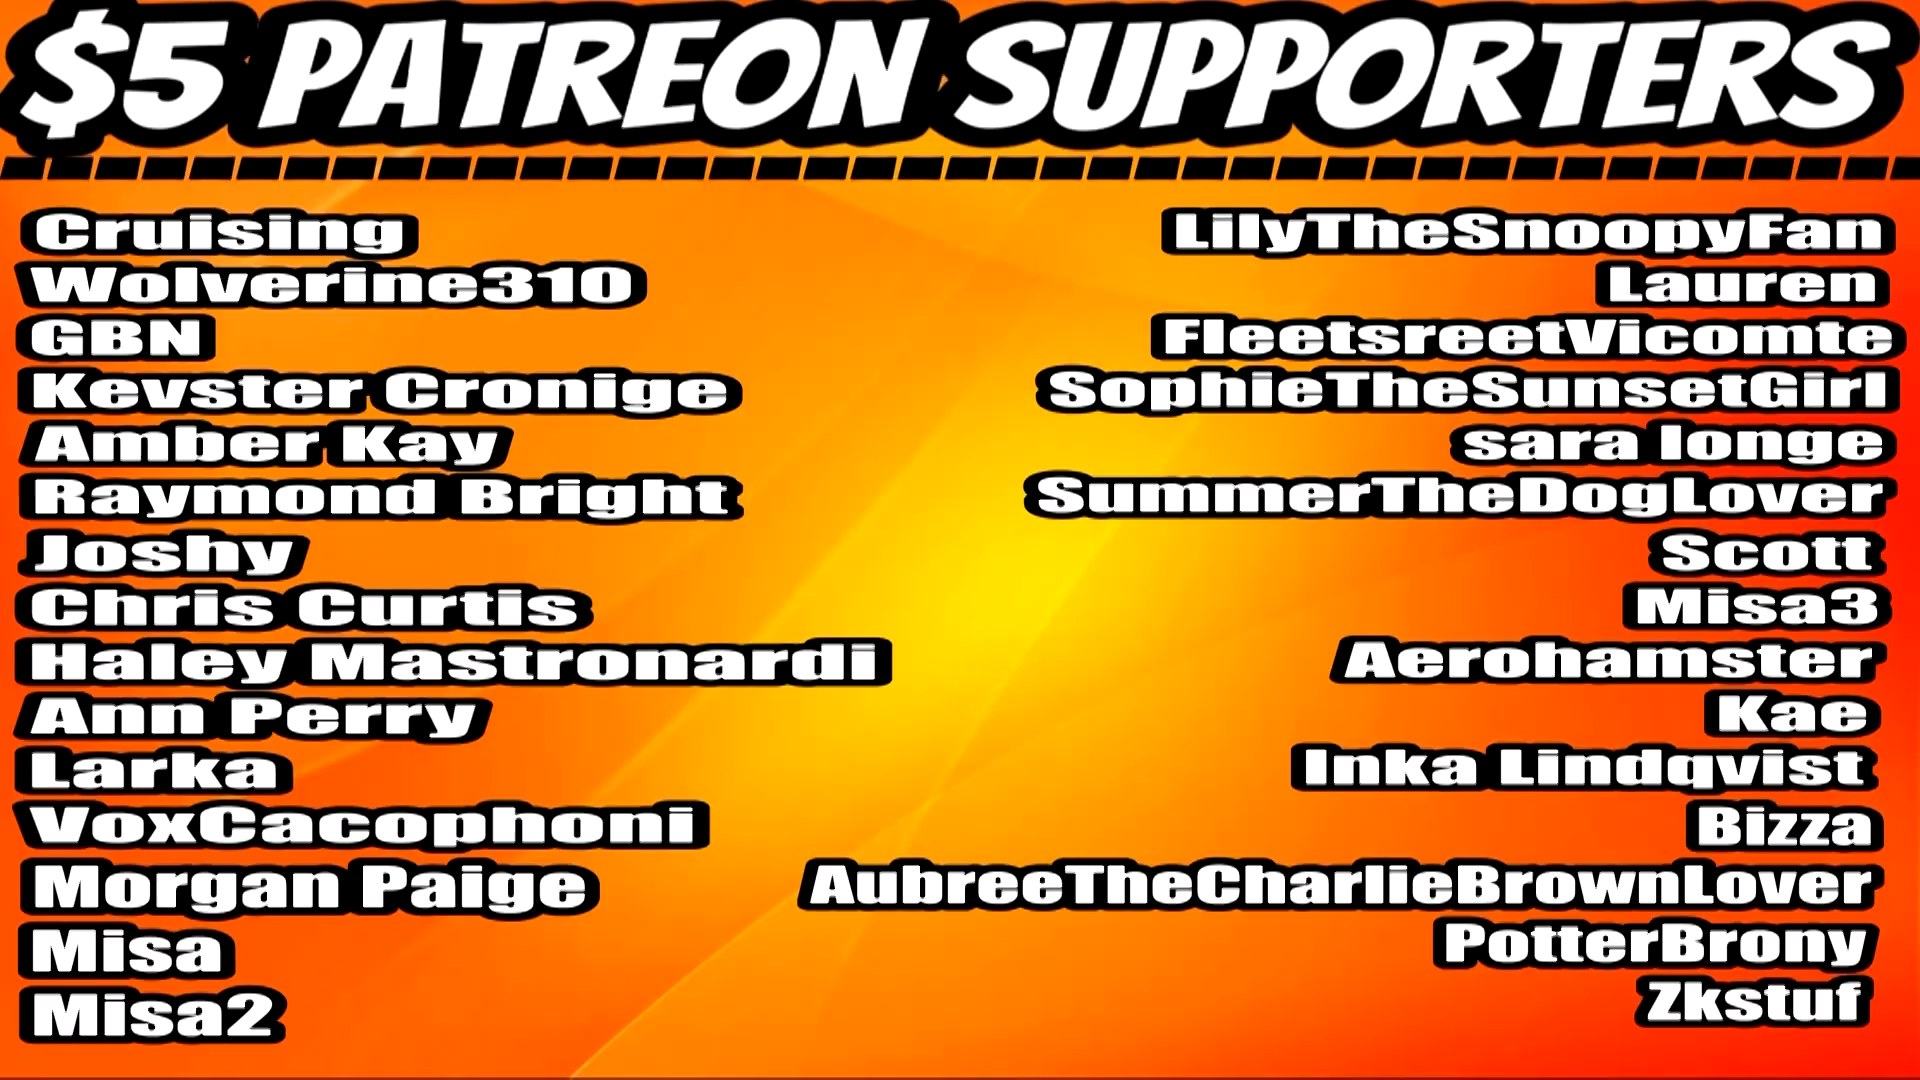 $5 PATREON SUPPORTERS
Cruising
Wolverine310
GBN
Kevster Cronige
Amber Kay
Raymond Bright
Joshy
Chris Curtis
Haley Mastronardi
Ann Perry
Larka
VoxCacophoni
Morgan Paige
Misa
Misa2
LilyTheSnoopyFan
Lauren
FleetsreetVicomte
SophieTheSunsetGirl
sara longe
SummerTheDogLover
Scott
Misa3
Aerohamster
Kae
Inka Lindqvist
Bizza
AubreeTheCharlieBrownLover
PotterBrony
Zkstuf